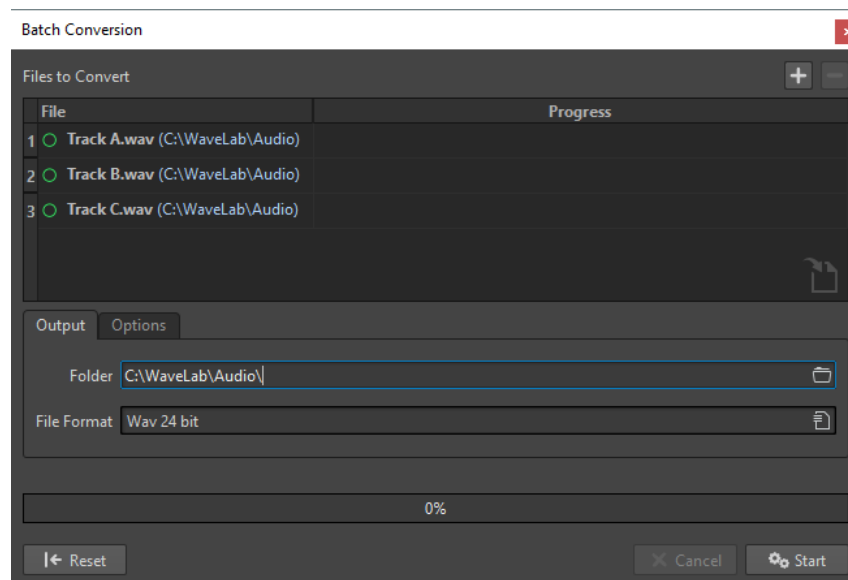 Batch Conversion
Files to Convert
File Progress
1 Track A.wav (C:\WaveLab\Audio)
2 Track B.wav (C:\WaveLab\Audio)
3 Track C.wav (C:\WaveLab\Audio)
Output Options
Folder C:\WaveLab\Audio\
File Format Wav 24 bit
0%
Reset Cancel Start